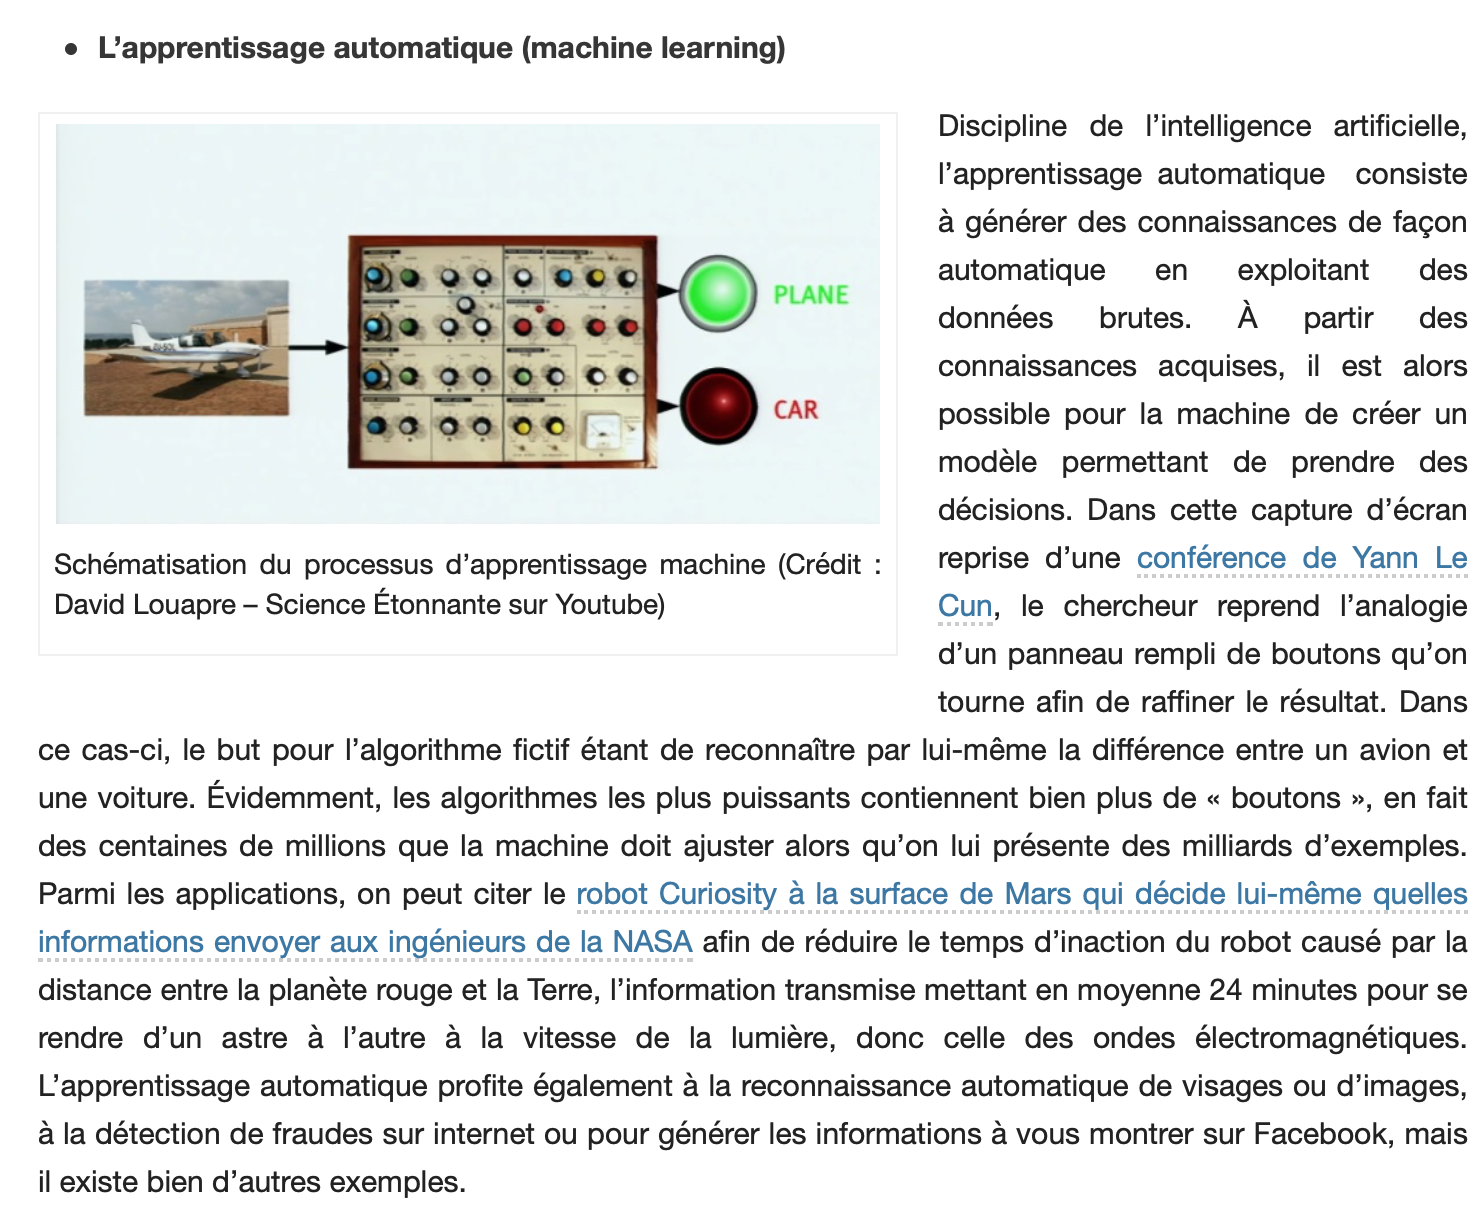 • L’apprentissage automatique (machine learning)
PLANE
CAR
Schématisation du processus d’apprentissage machine (Crédit :
David Louapre – Science Étonnante sur Youtube)
Discipline de l’intelligence artificielle,
l’apprentissage automatique consiste
à générer des connaissances de façon
automatique en exploitant des
données brutes. À partir des
connaissances acquises, il est alors
possible pour la machine de créer un
modèle permettant de prendre des
décisions. Dans cette capture d’écran
reprise d’une conférence de Yann Le
Cun, le chercheur reprend l’analogie
d’un panneau rempli de boutons qu’on
tourne afin de raffiner le résultat. Dans
ce cas-ci, le but pour l’algorithme fictif étant de reconnaître par lui-même la différence entre un avion et
une voiture. Évidemment, les algorithmes les plus puissants contiennent bien plus de « boutons », en fait
des centaines de millions que la machine doit ajuster alors qu’on lui présente des milliards d’exemples.
Parmi les applications, on peut citer le robot Curiosity à la surface de Mars qui décide lui-même quelles
informations envoyer aux ingénieurs de la NASA afin de réduire le temps d’inaction du robot causé par la
distance entre la planète rouge et la Terre, l’information transmise mettant en moyenne 24 minutes pour se
rendre d’un astre à l’autre à la vitesse de la lumière, donc celle des ondes électromagnétiques.
L’apprentissage automatique profite également à la reconnaissance automatique de visages ou d’images,
à la détection de fraudes sur internet ou pour générer les informations à vous montrer sur Facebook, mais
il existe bien d’autres exemples.